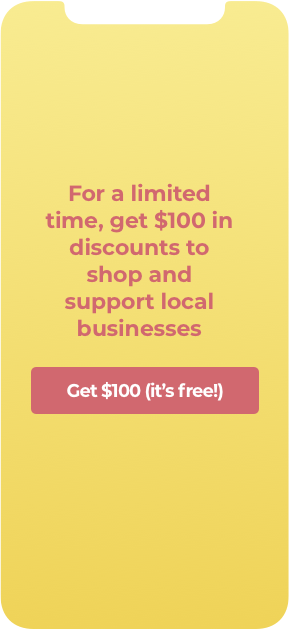 For a limited
time, get $100 in
discounts to
shop and
support local
businesses
Get $100 (it's free!)